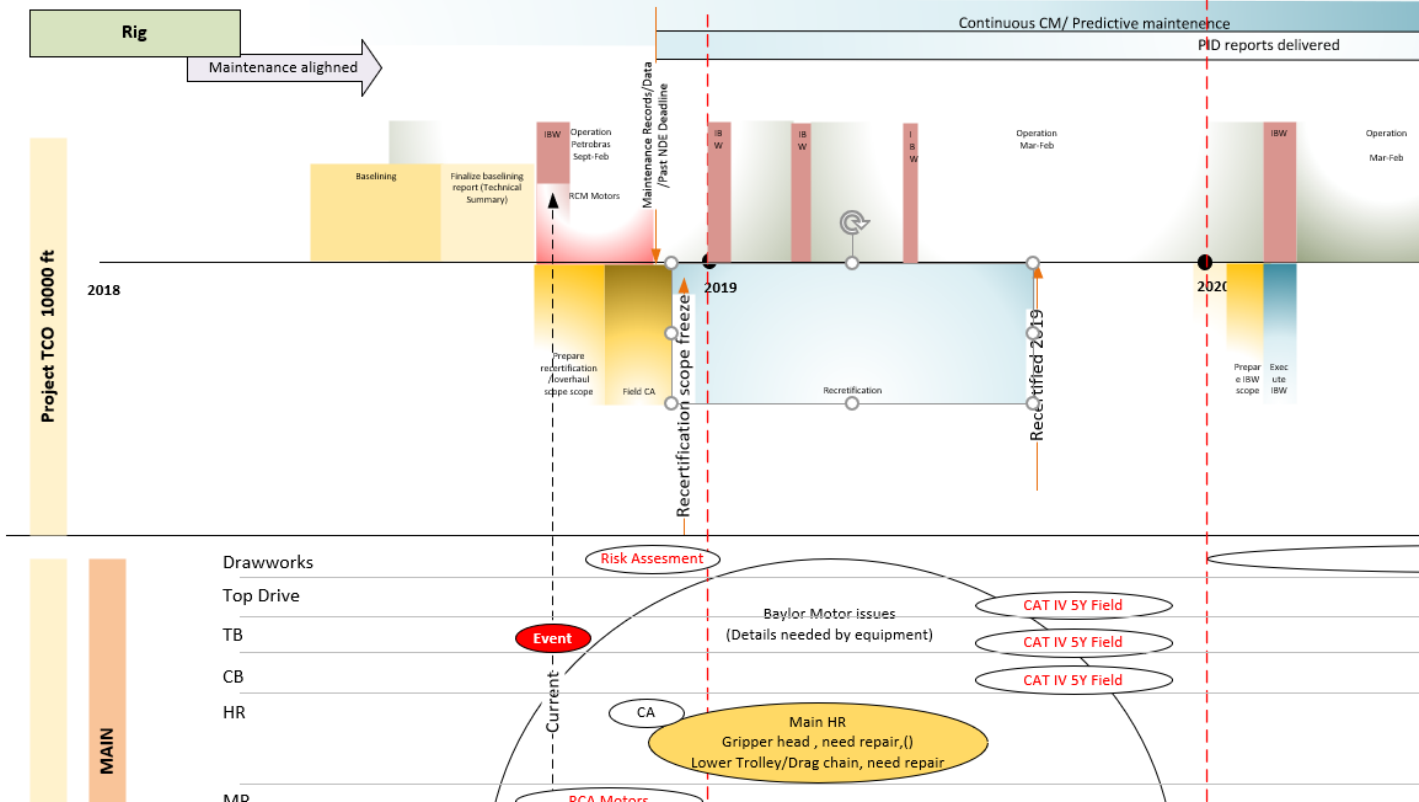 Rig
Continuous CM/ Predictive maintenence
PID reports delivered
Maintenance alighned
Maintenance Records/Data
/Past NDE Deadline
IBW
Operation
Petrobras
Sept-Feb
RCM Motors
IB
W
IB
W
I
B
W
Operation
Mar-Feb
IBW
Operation
Mar-Feb
Baselining
Finalize baselining
report (Technical
Summary)
Project TCO 10000 ft
2018
2019
2020
Prepare
recertification
/overhaul
scope scope
Field CA
Recertification scope freeze
Recretification
Recertified 2019
Prepar
e IBW
scope
Exec
ute
IBW
MAIN
Drawworks
Risk Assesment
Top Drive
Baylor Motor issues
(Details needed by equipment)
CAT IV 5Y Field
TB
Event
CAT IV 5Y Field
CB
CAT IV 5Y Field
Current
HR
CA
Main HR
Gripper head , need repair,()
Lower Trolley/Drag chain, need repair
MR
RCA Motors